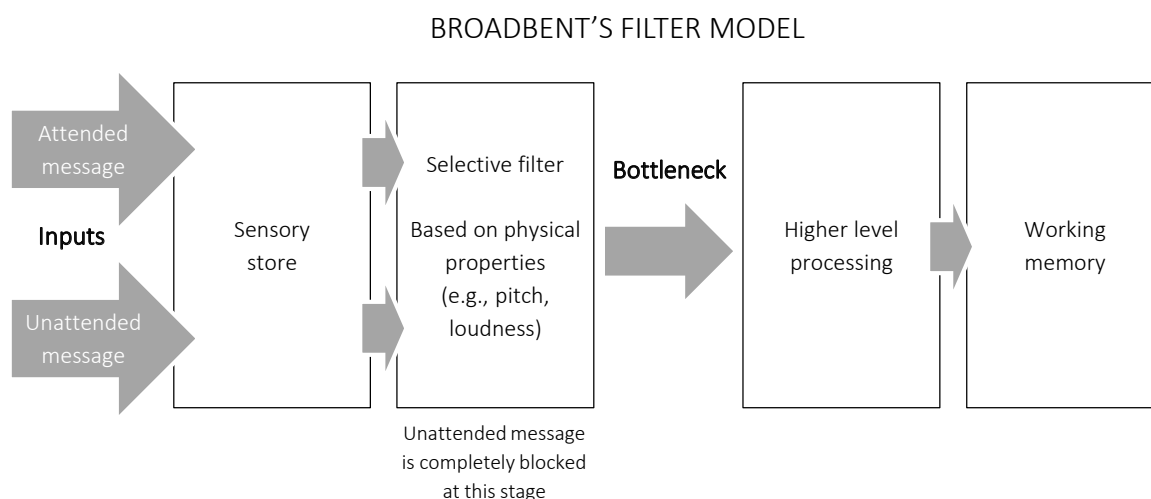 BROADBENT’S FILTER MODEL
Attended
message
Inputs
Unattended
message
Sensory
store
Selective filter
Based on physical
properties
(e.g., pitch,
loudness)
Unattended message
is completely blocked
at this stage
Bottleneck
Higher level
processing
Working
memory